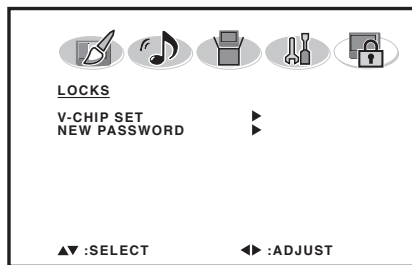 LOCKS
V-CHIP SET ▶
NEW PASSWORD ▶
▲▼ :SELECT ◀▶ :ADJUST